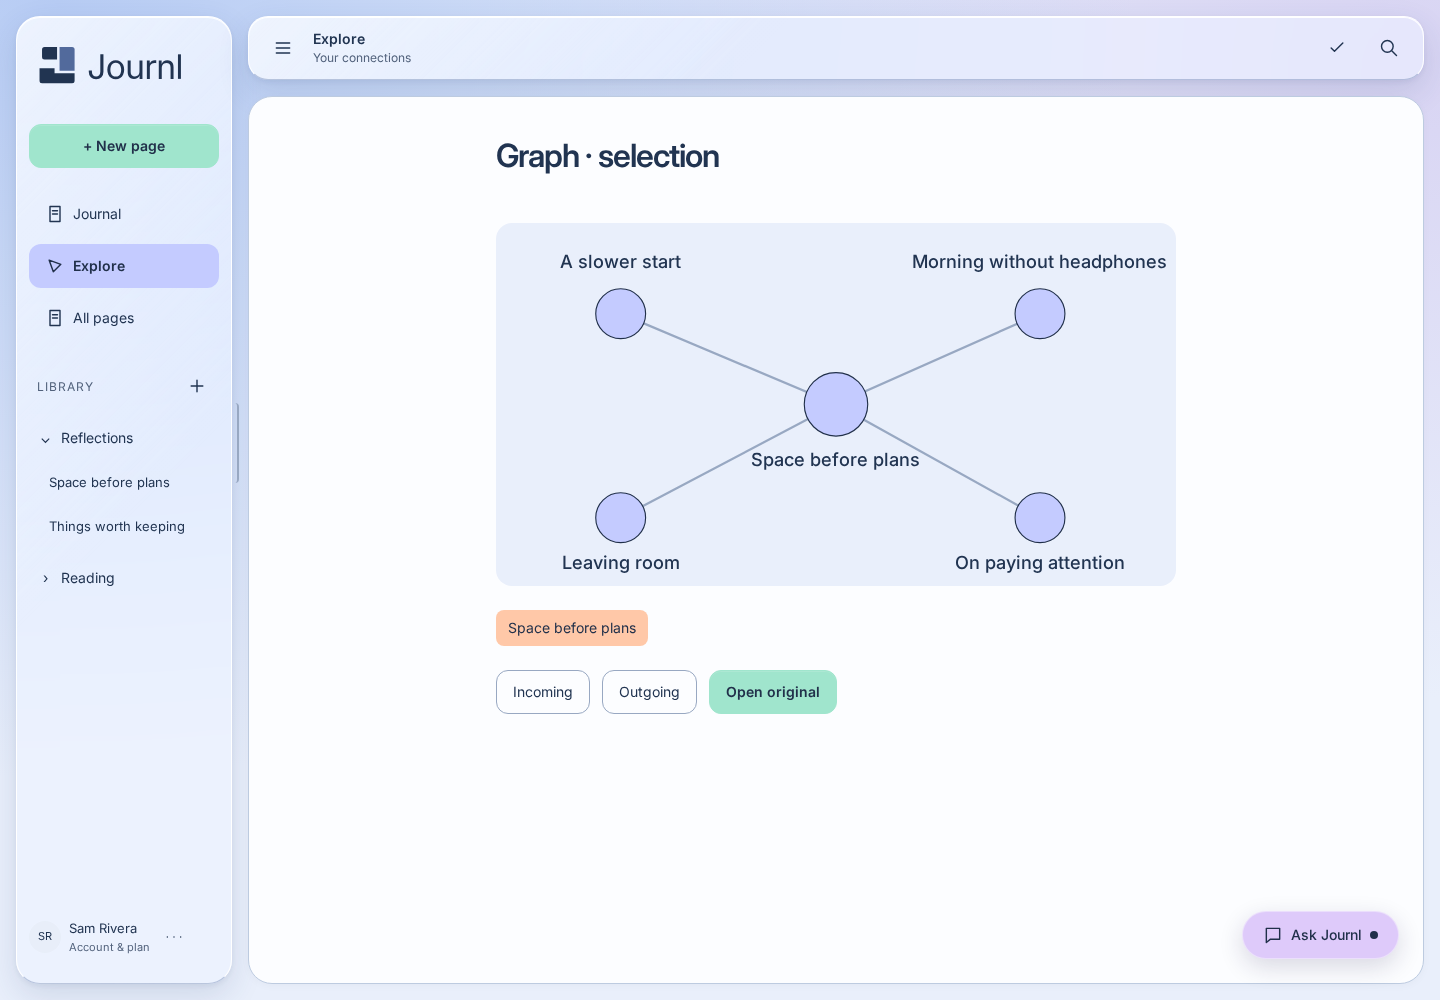 Journl
+ New page
Journal
Explore
All pages
LIBRARY
Reflections
Space before plans
Things worth keeping
Reading
SR
Sam Rivera
Account & plan
Explore
Your connections
Graph · selection
A slower start
Morning without headphones
Space before plans
Leaving room
On paying attention
Space before plans
Incoming
Outgoing
Open original
Ask Journl